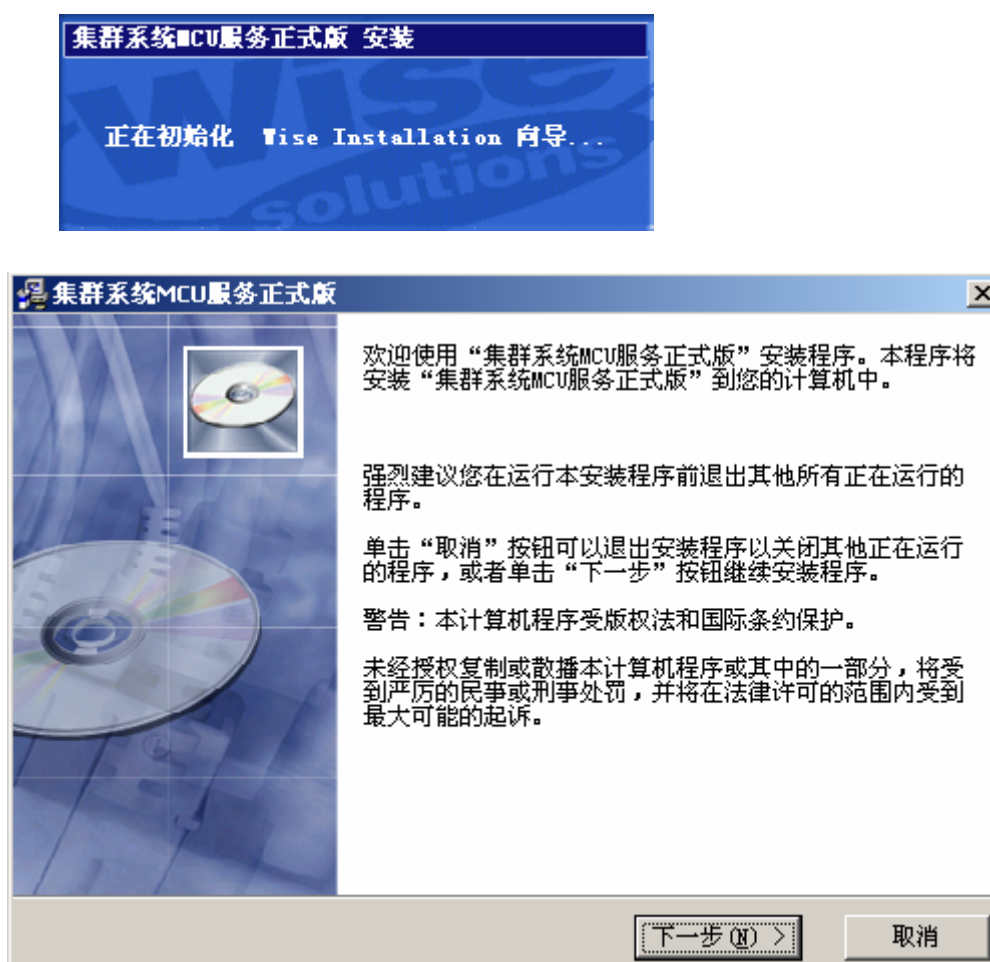 集群系统MCU服务正式版 安装
Wise
正在初始化 Wise Installation 向导...
solutions
集群系统MCU服务正式版
欢迎使用“集群系统MCU服务正式版”安装程序。本程序将
安装“集群系统MCU服务正式版”到您的计算机中。
强烈建议您在运行本安装程序前退出其他所有正在运行的
程序。
单击“取消”按钮可以退出安装程序以关闭其他正在运行
的程序，或者单击“下一步”按钮继续安装程序。
警告：本计算机程序受版权法和国际条约保护。
未经授权复制或散播本计算机程序或其中的一部分，将受
到严厉的民事或刑事处罚，并将在法律许可的范围内受到
最大可能的起诉。
下一步(N) >
取消